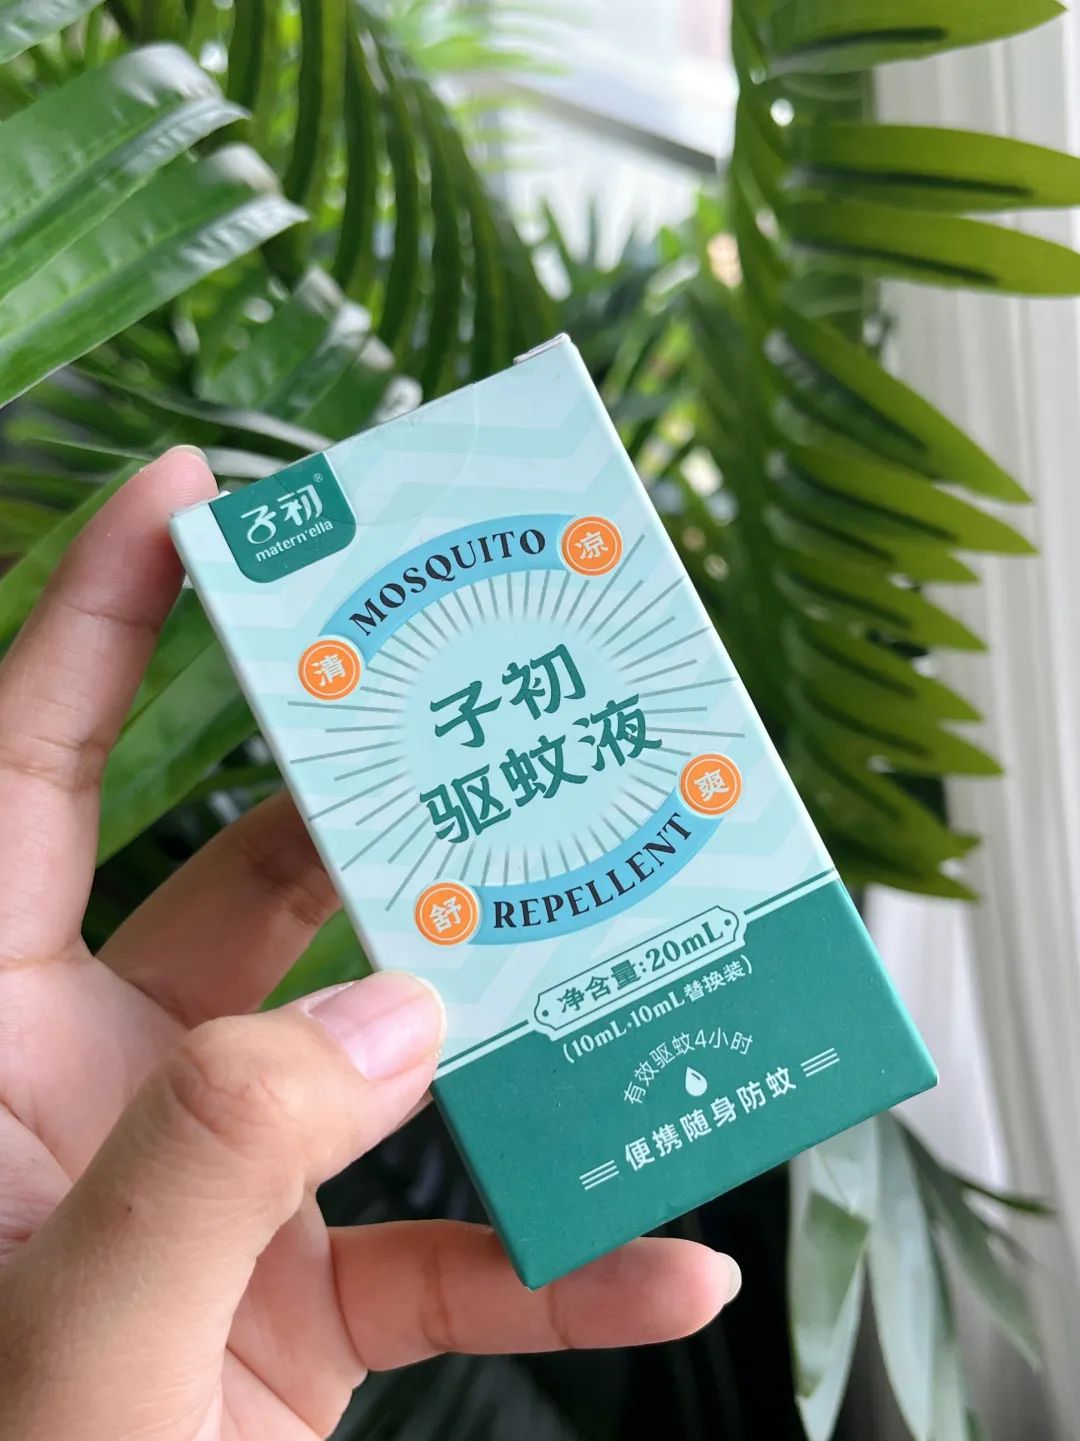 子初®
matern'ella
MOSQUITO
清
凉
子初
驱蚊液
舒
爽
REPELLENT
净含量:20mL
(10mL+10mL替换装)
有效驱蚊4小时
便携随身防蚊